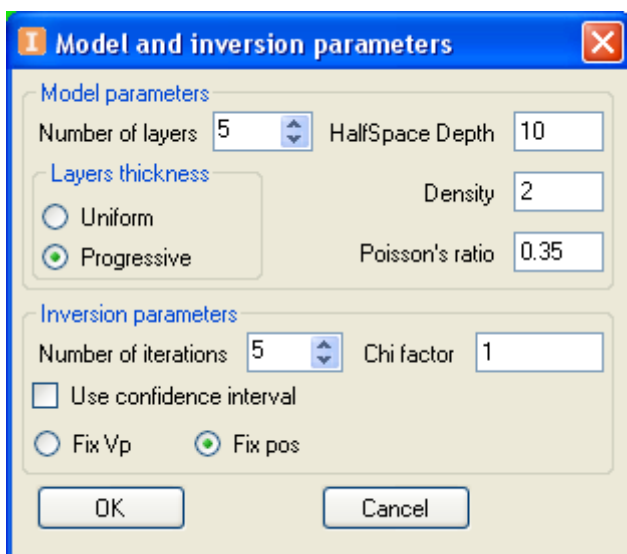 I Model and inversion parameters
Model parameters
Number of layers 5 HalfSpace Depth 10
Layers thickness
Density 2
Uniform
Progressive
Poisson's ratio 0.35
Inversion parameters
Number of iterations 5 Chi factor 1
Use confidence interval
Fix Vp Fix pos
OK Cancel